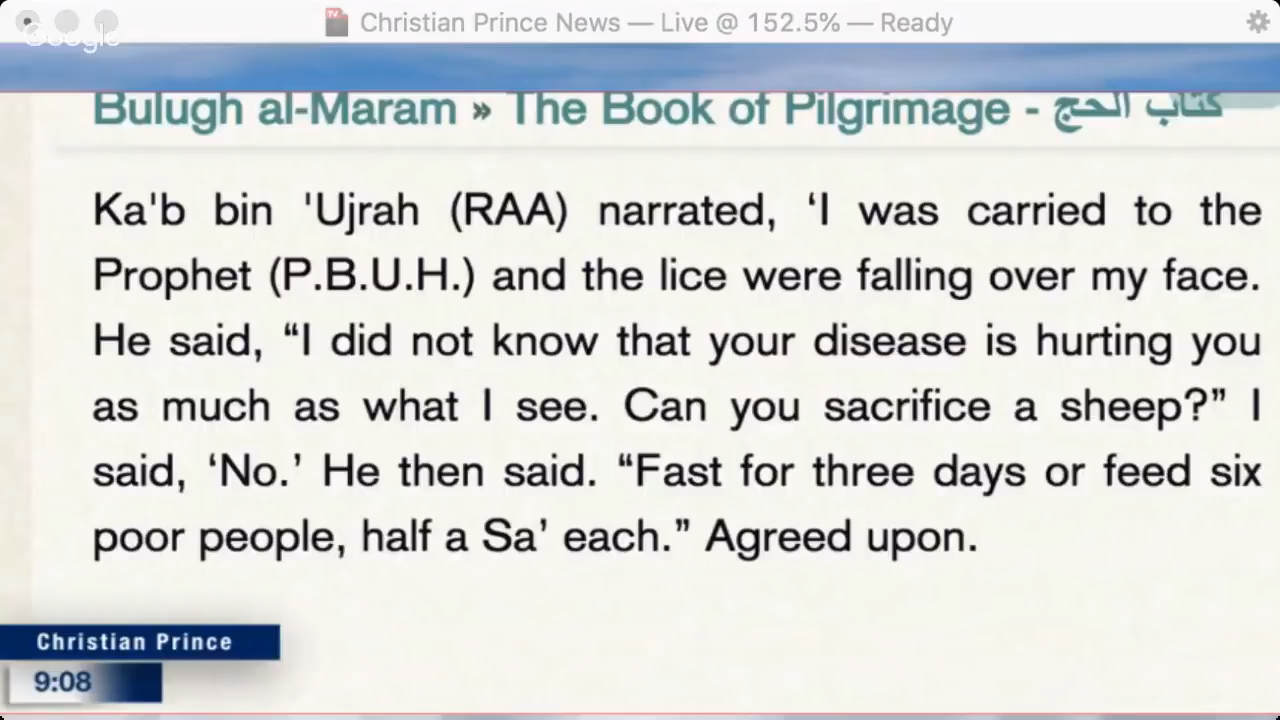 Christian Prince News — Live @ 152.5% — Ready
Google
Bulugh al-Maram » The Book of Pilgrimage - كتاب الحج
Ka'b bin 'Ujrah (RAA) narrated, ‘I was carried to the
Prophet (P.B.U.H.) and the lice were falling over my face.
He said, “I did not know that your disease is hurting you
as much as what I see. Can you sacrifice a sheep?” I
said, ‘No.’ He then said. “Fast for three days or feed six
poor people, half a Sa’ each.” Agreed upon.
Christian Prince
9:08